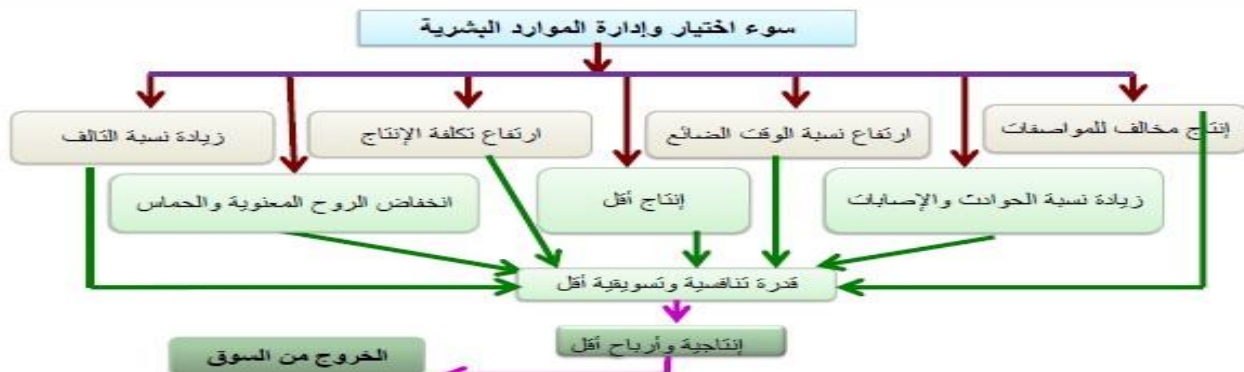 سوء اختيار وإدارة الموارد البشرية
إنتاج مخالف للمواصفات
ارتفاع نسبة الوقت الضائع
ارتفاع تكلفة الإنتاج
زيادة نسبة التالف
زيادة نسبة الحوادث والإصابات
إنتاج أقل
انخفاض الروح المعنوية والحماس
قدرة تنافسية وتسويقية أقل
إنتاجية وأرباح أقل
الخروج من السوق